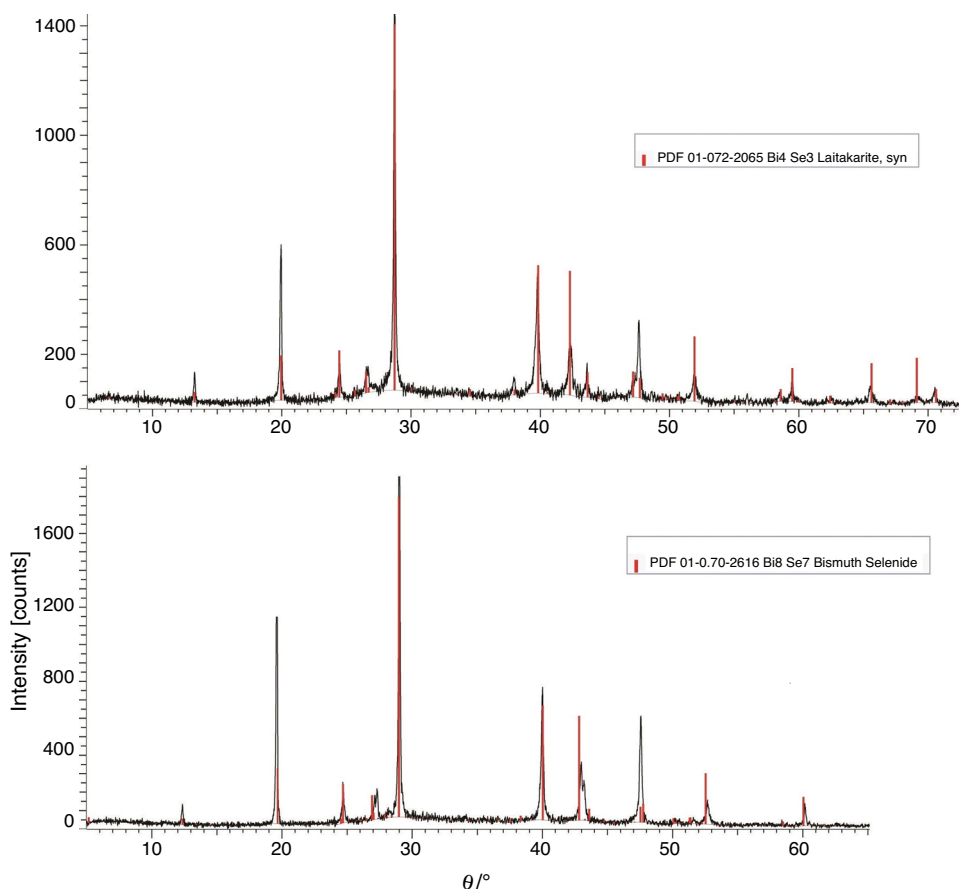 1400
1000
600
200
0
PDF 01-072-2065 Bi4 Se3 Laitakarite, syn
10 20 30 40 50 60 70
Intensity [counts]
1600
1200
800
400
0
PDF 01-0.70-2616 Bi8 Se7 Bismuth Selenide
10 20 30 40 50 60
θ/°